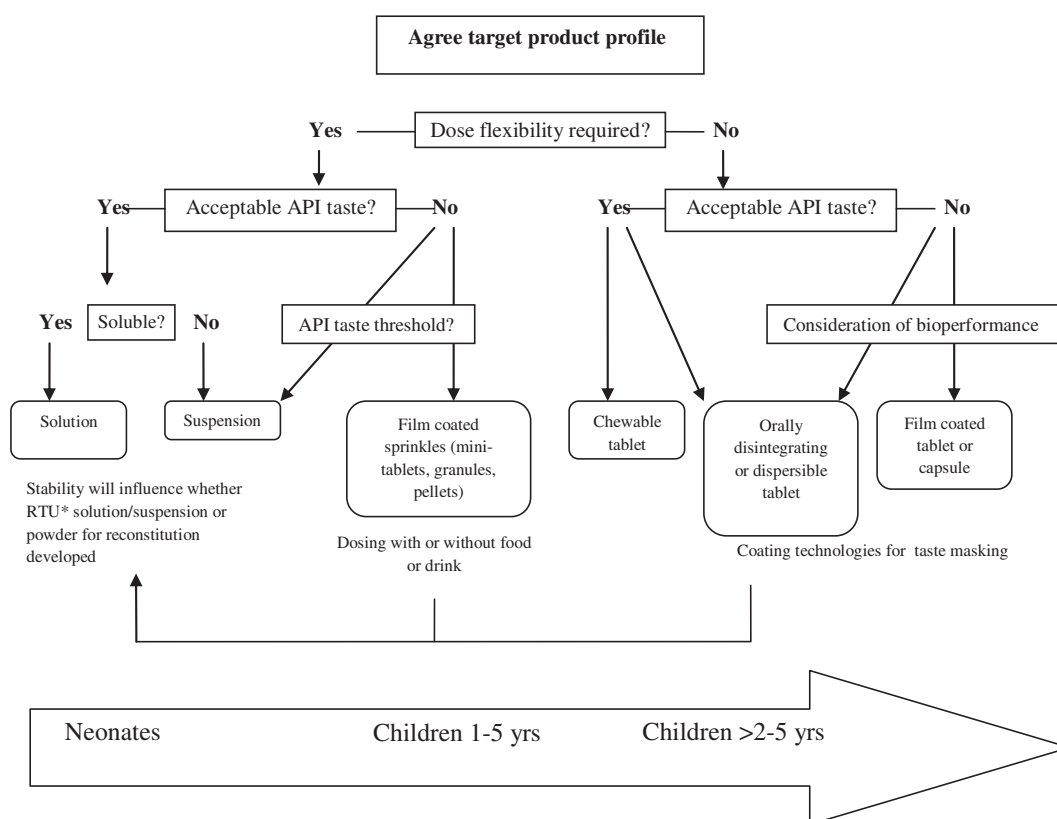 Agree target product profile
Yes
Dose flexibility required?
No
Yes
Acceptable API taste?
No
Yes
Acceptable API taste?
No
Yes
Soluble?
No
API taste threshold?
Consideration of bioperformance
Solution
Suspension
Film coated
sprinkles (mini-
tablets, granules,
pellets)
Chewable
tablet
Orally
disintegrating
or dispersible
tablet
Film coated
tablet or
capsule
Stability will influence whether
RTU* solution/suspension or
powder for reconstitution
developed
Dosing with or without food
or drink
Coating technologies for taste masking
Neonates
Children 1-5 yrs
Children >2-5 yrs